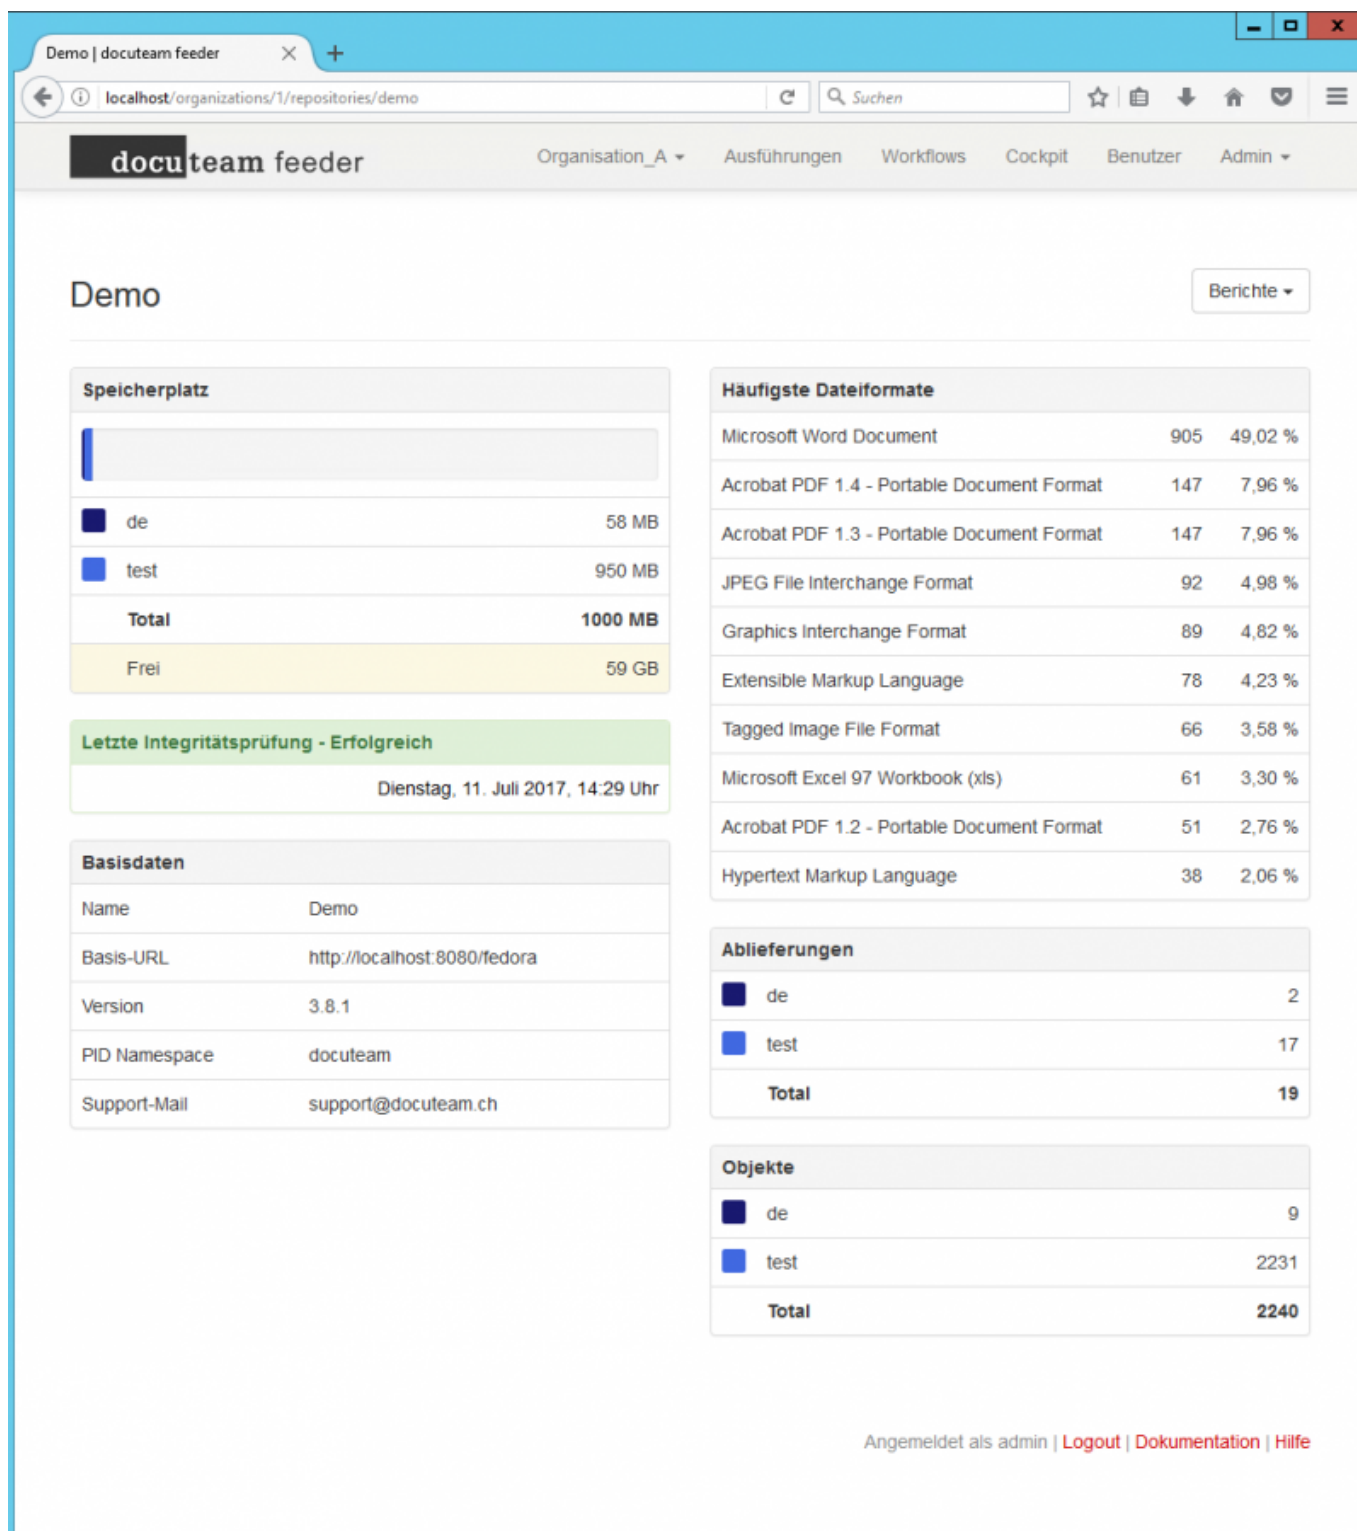 Demo | docuteam feeder
localhost/organizations/1/repositories/demo
Suchen
docuteam feeder
Organisation_A Ausführungen Workflows Cockpit Benutzer Admin
Demo
Berichte
Speicherplatz
de 58 MB
test 950 MB
Total 1000 MB
Frei 59 GB
Letzte Integritätsprüfung - Erfolgreich
Dienstag, 11. Juli 2017, 14:29 Uhr
Basisdaten
Name Demo
Basis-URL http://localhost:8080/fedora
Version 3.8.1
PID Namespace docuteam
Support-Mail support@docuteam.ch
Häufigste Dateiformate
Microsoft Word Document 905 49,02 %
Acrobat PDF 1.4 - Portable Document Format 147 7,96 %
Acrobat PDF 1.3 - Portable Document Format 147 7,96 %
JPEG File Interchange Format 92 4,98 %
Graphics Interchange Format 89 4,82 %
Extensible Markup Language 78 4,23 %
Tagged Image File Format 66 3,58 %
Microsoft Excel 97 Workbook (xls) 61 3,30 %
Acrobat PDF 1.2 - Portable Document Format 51 2,76 %
Hypertext Markup Language 38 2,06 %
Ablieferungen
de 2
test 17
Total 19
Objekte
de 9
test 2231
Total 2240
Angemeldet als admin | Logout | Dokumentation | Hilfe